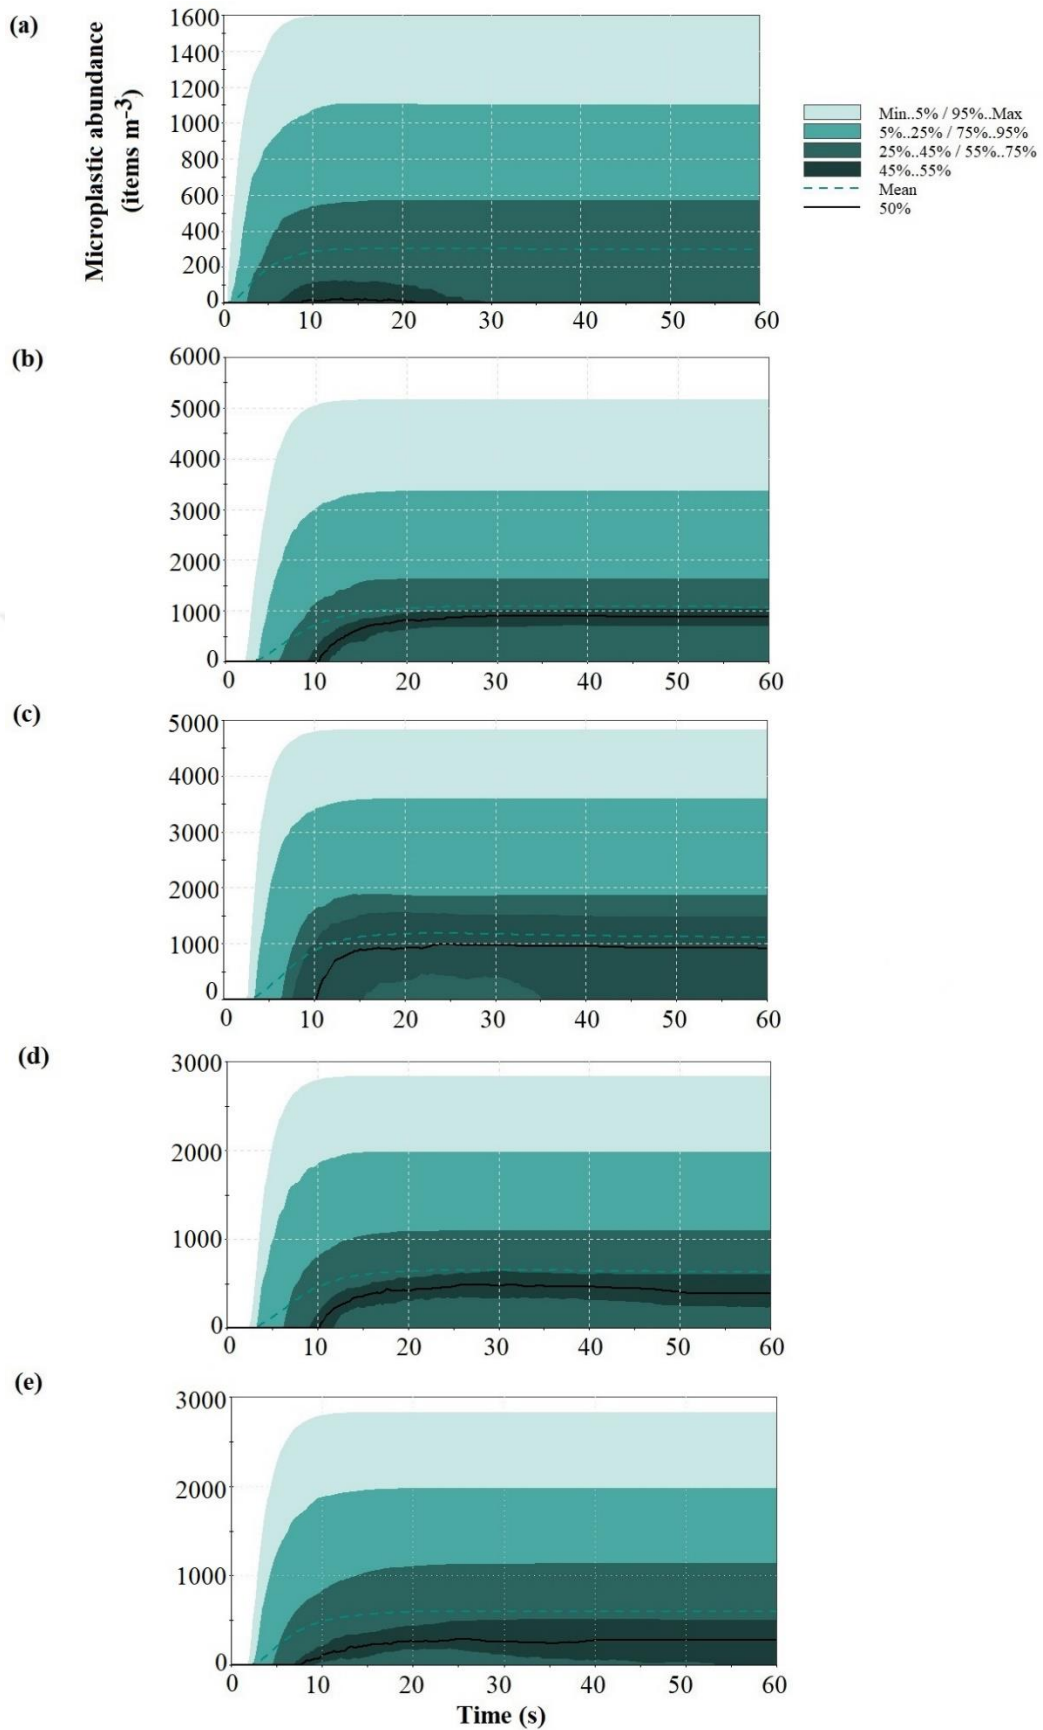 (a)
Microplastic abundance
(items m⁻³)
1600
1400
1200
1000
800
600
400
200
0
0 10 20 30 40 50 60
Min..5% / 95%..Max
5%..25% / 75%..95%
25%..45% / 55%..75%
45%..55%
Mean
50%
(b)
6000
5000
4000
3000
2000
1000
0
0 10 20 30 40 50 60
(c)
5000
4000
3000
2000
1000
0
0 10 20 30 40 50 60
(d)
3000
2000
1000
0
0 10 20 30 40 50 60
(e)
3000
2000
1000
0
0 10 20 30 40 50 60
Time (s)